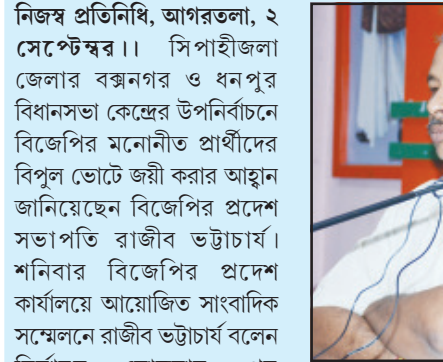 নিজস্ব প্রতিনিধি, আগরতলা, ২
সেপ্টেম্বর।। সিপাহীজলা
জেলার বক্সনগর ও ধনপুর
বিধানসভা কেন্দ্রের উপনির্বাচনে
বিজেপির মনোনীত প্রার্থীদের
বিপুল ভোটে জয়ী করার আহ্বান
জানিয়েছেন বিজেপির প্রদেশ
সভাপতি রাজীব ভট্টাচার্য।
শনিবার বিজেপির প্রদেশ
কার্যালয়ে আয়োজিত সাংবাদিক
সম্মেলনে রাজীব ভট্টাচার্য বলেন